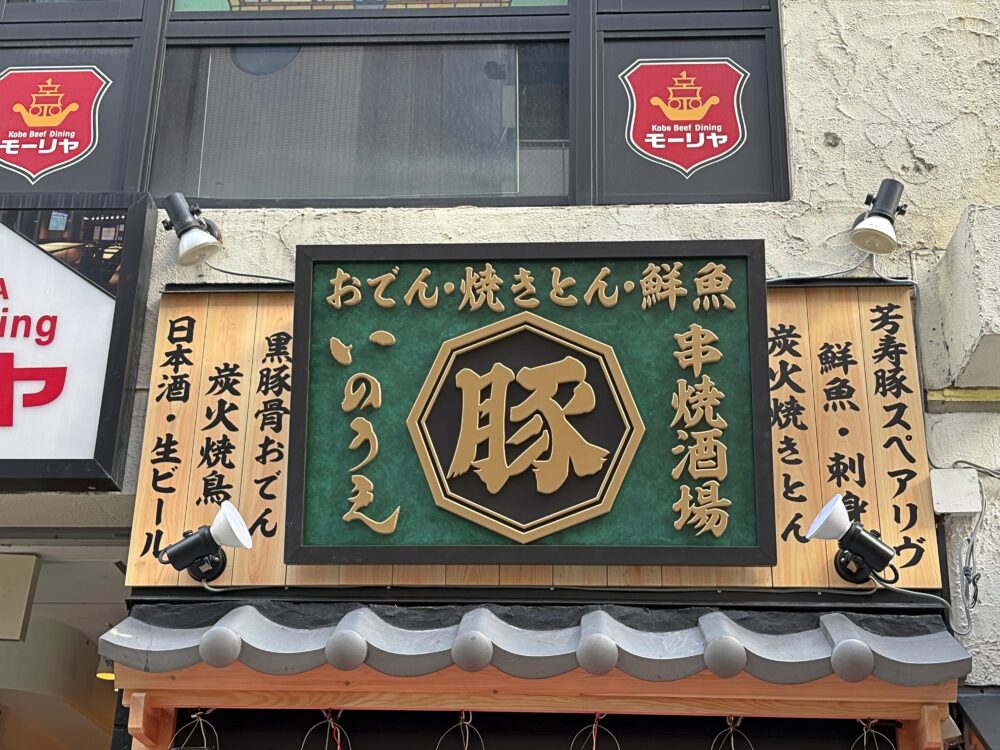 Kobe Beef Dining
モーリヤ
Kobe Beef Dining
モーリヤ
A
ing
ヤ
おでん・焼きとん・鮮魚
串焼酒場
豚
いのうえ
芳寿豚スペアリヴ
鮮魚・刺身
炭火焼きとん
黒豚骨おでん
炭火焼鳥
日本酒・生ビール